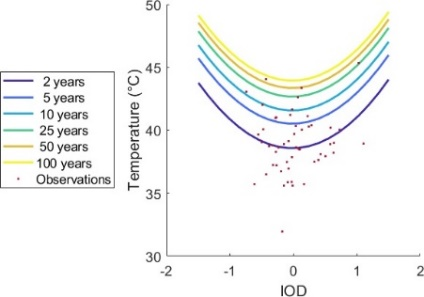 50
45
40
35
30
Temperature (°C)
-2 -1 0 1 2
IOD
2 years
5 years
10 years
25 years
50 years
100 years
Observations